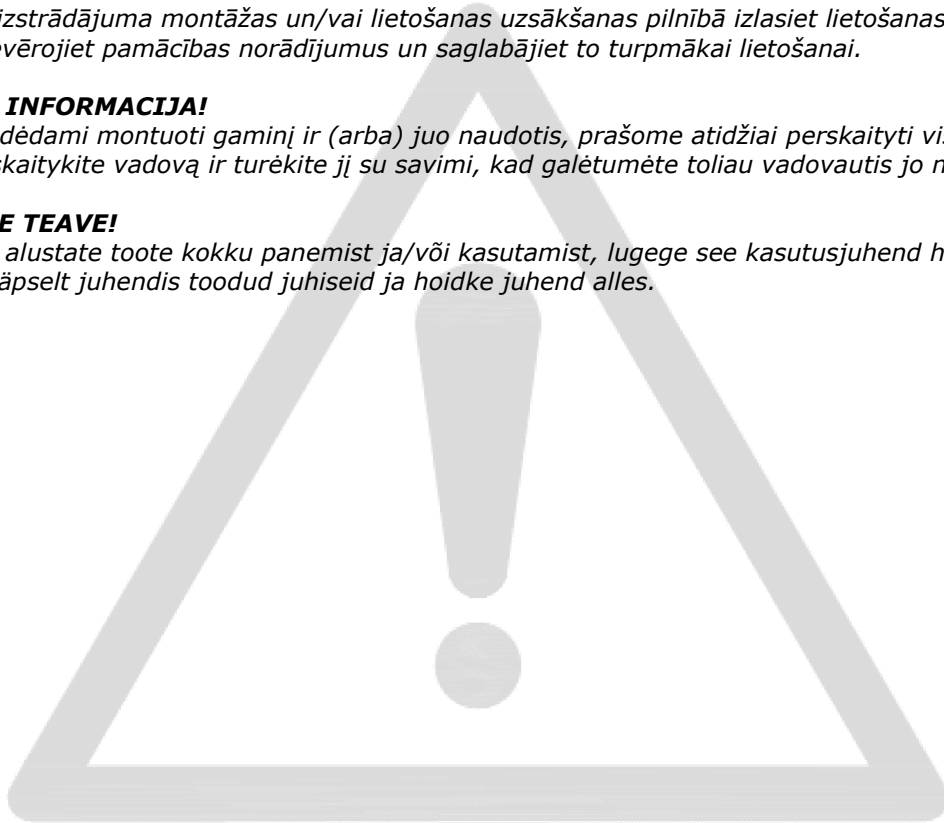 izstrādājuma montāžas un/vai lietošanas uzsākšanas pilnībā izlasiet lietošanas
evērojiet pamācības norādījumus un saglabājiet to turpmākai lietošanai.
INFORMACIJA!
dėdami montuoti gaminį ir (arba) juo naudotis, prašome atidžiai perskaityti vis
skaitykite vadovą ir turėkite jį su savimi, kad galėtumėte toliau vadovautis jo n
E TEAVE!
alustate toote kokku panemist ja/või kasutamist, lugege see kasutusjuhend h
äpselt juhendis toodud juhiseid ja hoidke juhend alles.